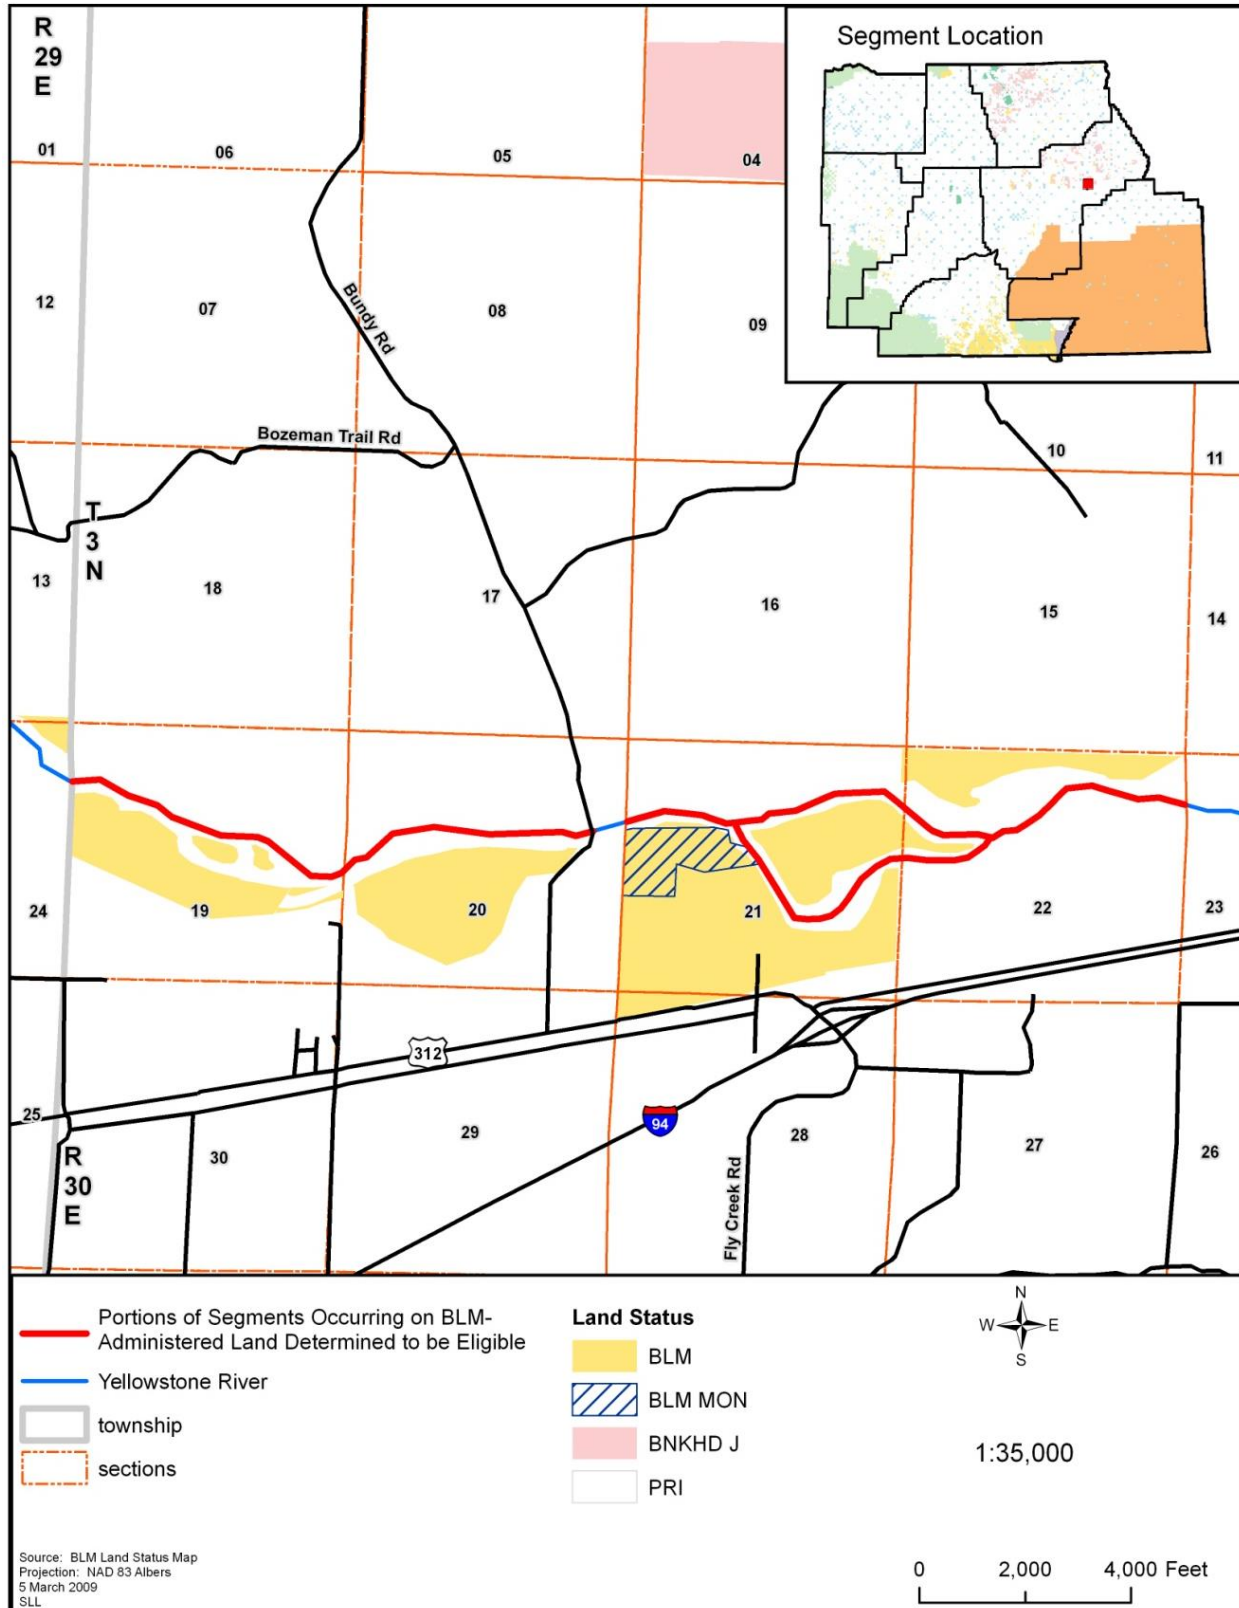 R
29
E
Segment Location
01
06
05
04
12
07
Bundy Rd
08
09
Bozeman Trail Rd
10
11
T
3
N
13
18
17
16
15
14
24
19
20
21
22
23
312
94
25
R
30
E
30
29
28
27
26
Fly Creek Rd
Portions of Segments Occurring on BLM-
Administered Land Determined to be Eligible
Yellowstone River
township
sections
Land Status
BLM
BLM MON
BNKHD J
PRI
N
W E
S
1:35,000
Source: BLM Land Status Map
Projection: NAD 83 Albers
5 March 2009
SLL
0 2,000 4,000 Feet